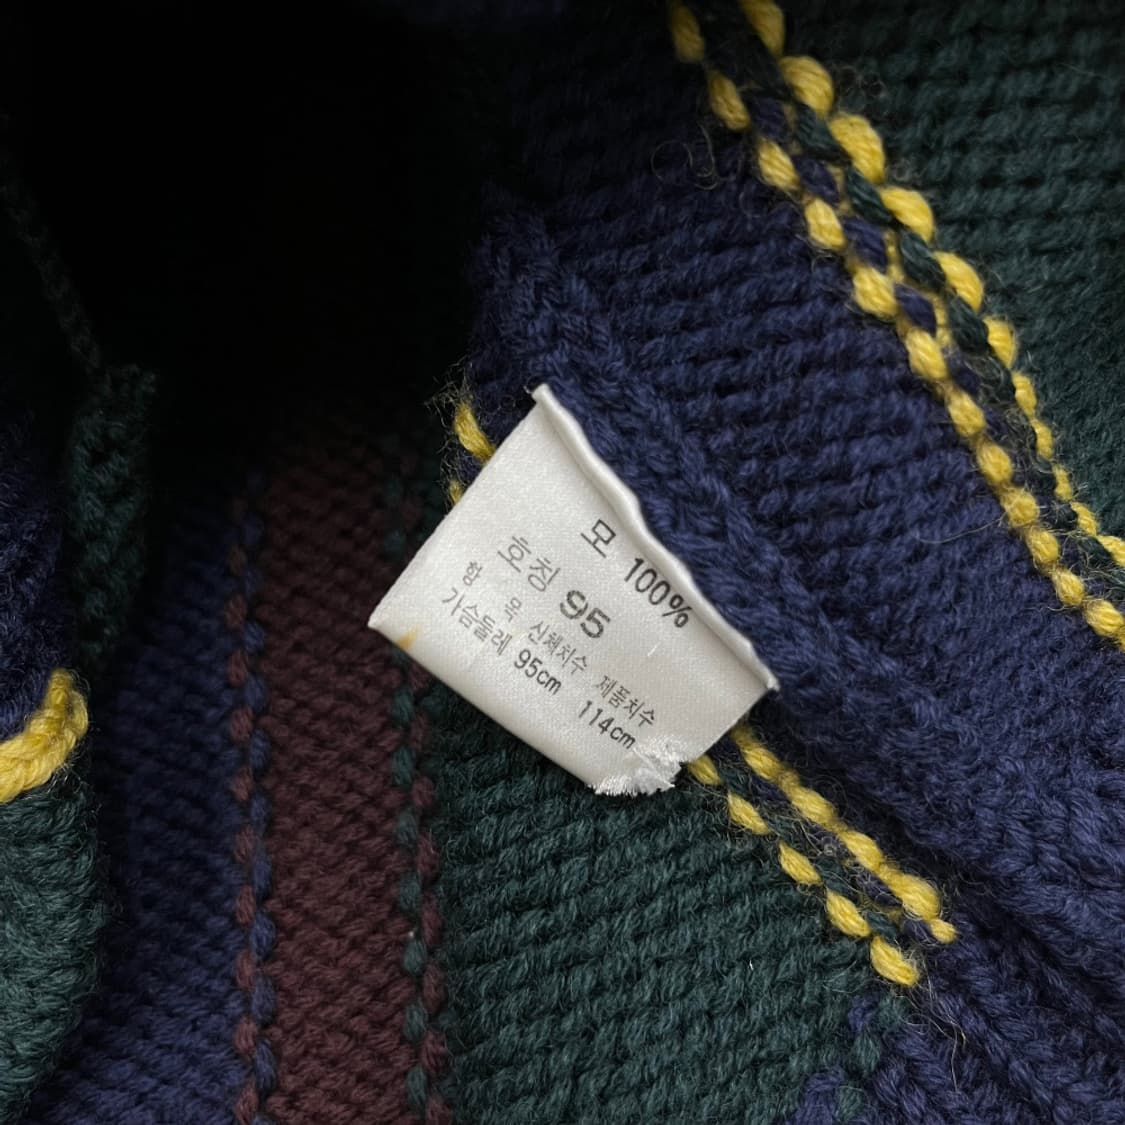 모 100%
호칭 95
항 목 신체치수 제품치수
가슴둘레 95cm 114cm